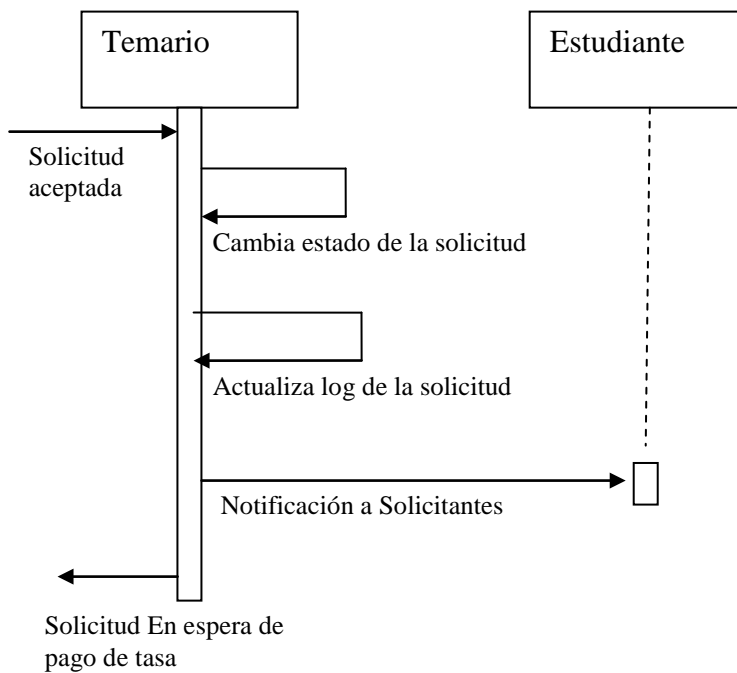 Temario
Estudiante
Solicitud
aceptada
Cambia estado de la solicitud
Actualiza log de la solicitud
Notificación a Solicitantes
Solicitud En espera de
pago de tasa